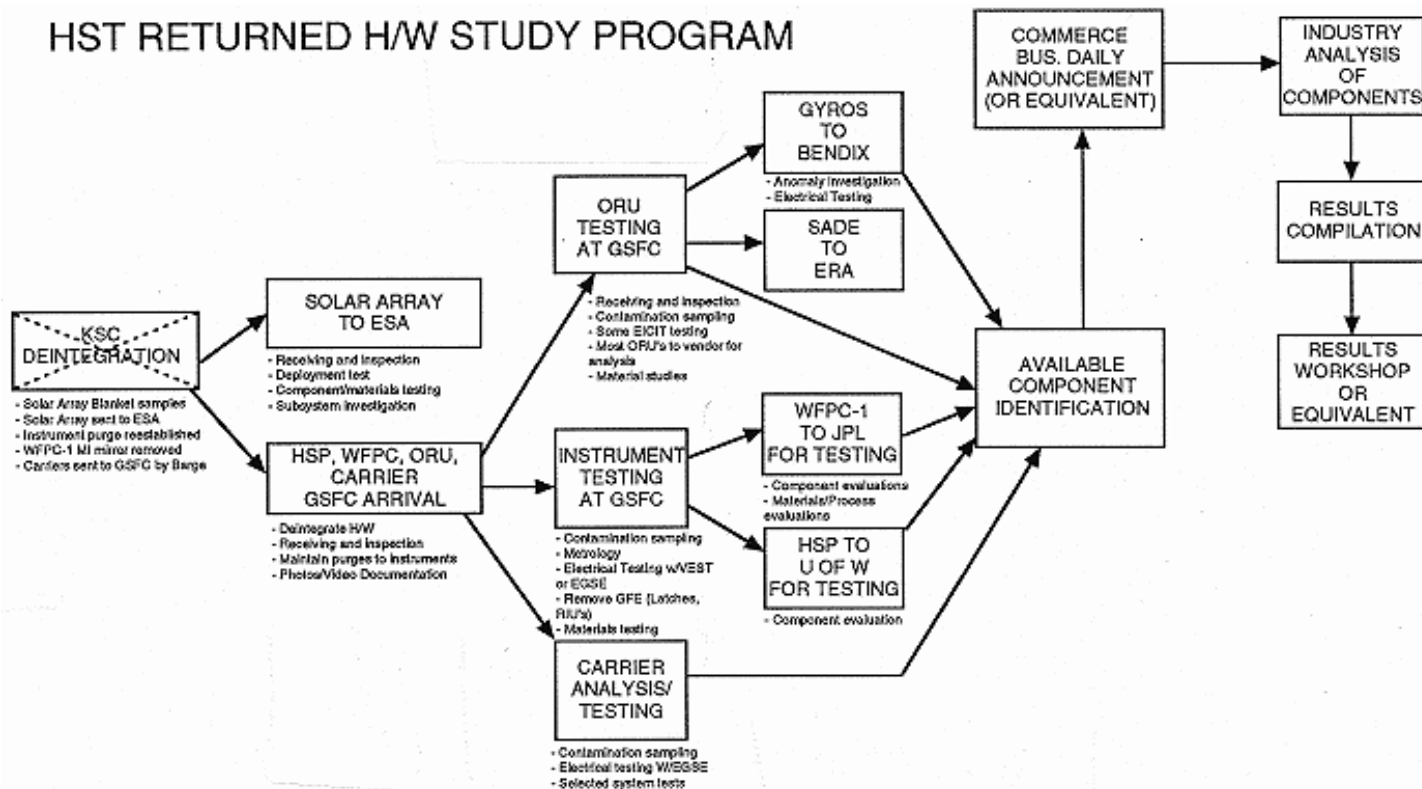 HST RETURNED H/W STUDY PROGRAM
KSC
DEINTEGRATION
- Solar Array Blanket samples
- Solar Array sent to ESA
- Instrument purge reestablished
- WFPC-1 MI mirror removed
- Carriers sent to GSFC by Barge
SOLAR ARRAY
TO ESA
- Receiving and Inspection
- Deployment test
- Component/materials testing
- Subsystem investigation
HSP, WFPC, ORU,
CARRIER
GSFC ARRIVAL
- Deintegrate H/W
- Receiving and inspection
- Maintain purges to Instruments
- Photos/Video Documentation
ORU
TESTING
AT GSFC
- Receiving and Inspection
- Contamination sampling
- Some EICIT testing
- Most ORU's to vendor for
analysis
- Material studies
INSTRUMENT
TESTING
AT GSFC
- Contamination sampling
- Metrology
- Electrical Testing w/VEST
or EGSE
- Remove GFE (Latches,
RIU's)
- Materials testing
CARRIER
ANALYSIS/
TESTING
- Contamination sampling
- Electrical testing W/EGSE
- Selected system tests
GYROS
TO
BENDIX
- Anomaly Investigation
- Electrical Testing
SADE
TO
ERA
WFPC-1
TO JPL
FOR TESTING
- Component evaluations
- Materials/Process
evaluations
HSP TO
U OF W
FOR TESTING
- Component evaluation
AVAILABLE
COMPONENT
IDENTIFICATION
COMMERCE
BUS. DAILY
ANNOUNCEMENT
(OR EQUIVALENT)
INDUSTRY
ANALYSIS
OF
COMPONENTS
RESULTS
COMPILATION
RESULTS
WORKSHOP
OR
EQUIVALENT